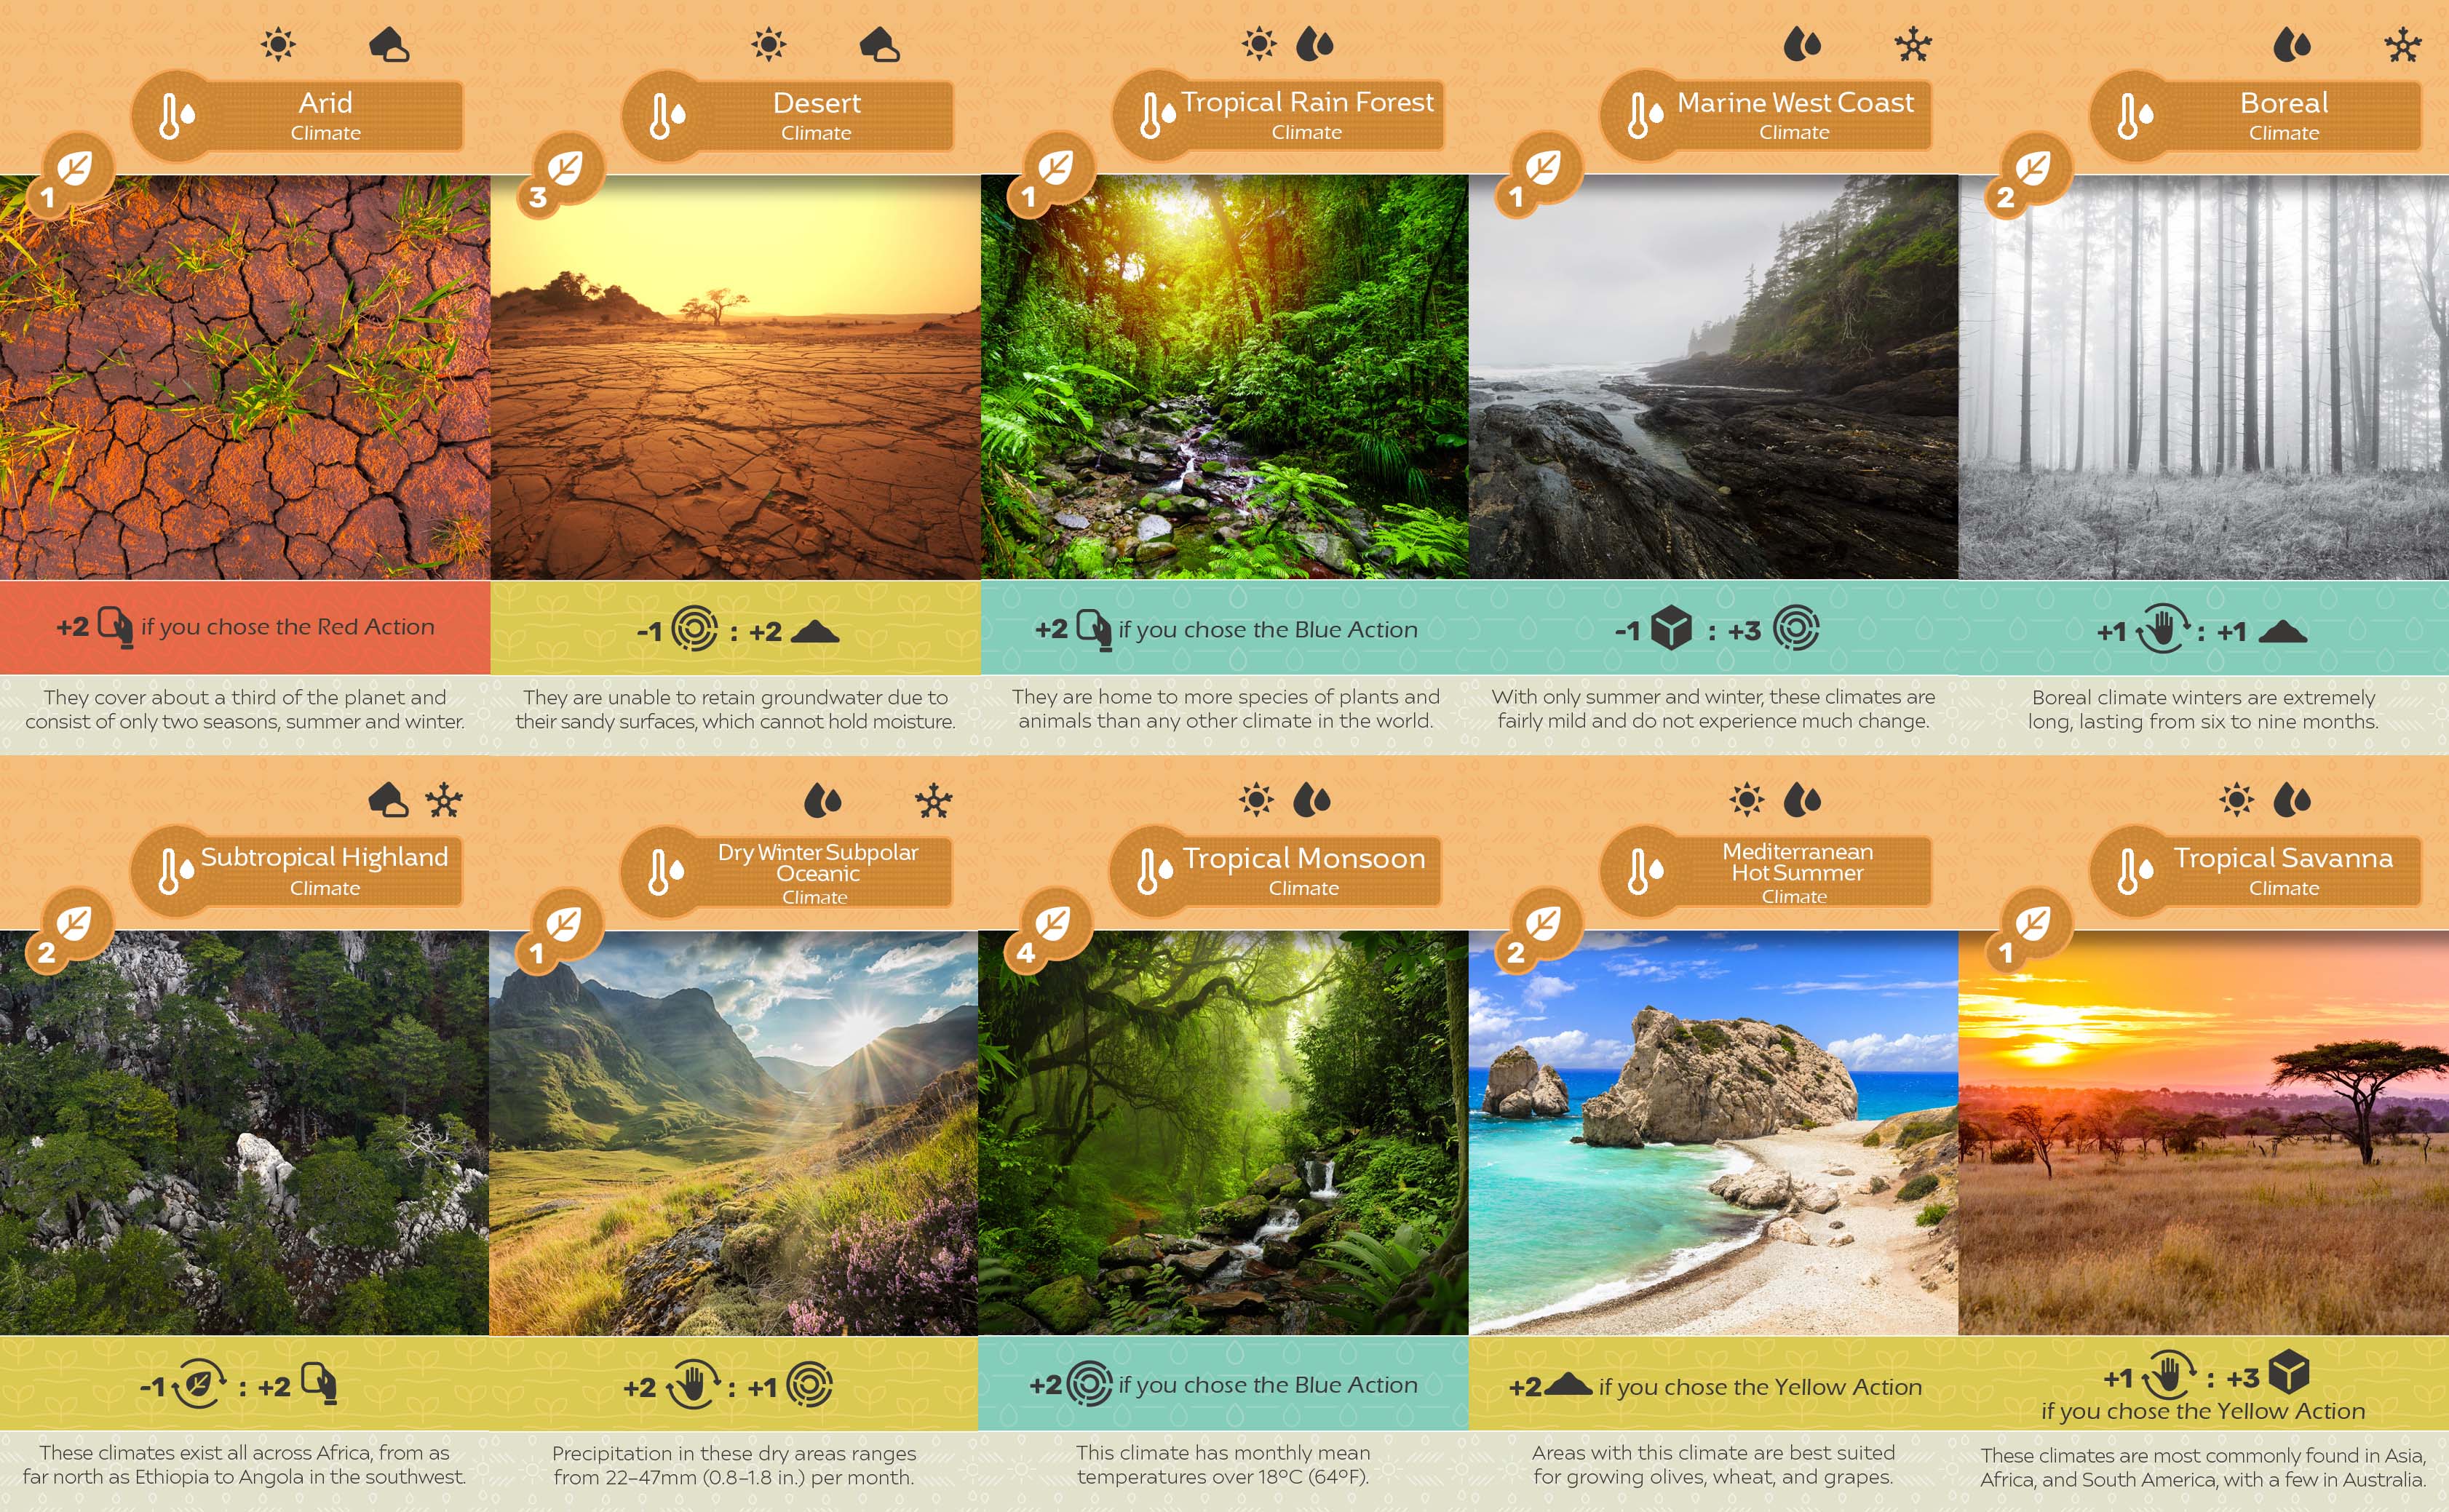 Arid
Climate
1
+2 if you chose the Red Action
They cover about a third of the planet and
consist of only two seasons, summer and winter.
Desert
Climate
3
-1 : +2
They are unable to retain groundwater due to
their sandy surfaces, which cannot hold moisture.
Tropical Rain Forest
Climate
1
+2 if you chose the Blue Action
They are home to more species of plants and
animals than any other climate in the world.
Marine West Coast
Climate
1
-1 : +3
With only summer and winter, these climates are
fairly mild and do not experience much change.
Boreal
Climate
2
+1 : +1
Boreal climate winters are extremely
long, lasting from six to nine months.
Subtropical Highland
Climate
2
-1 : +2
These climates exist all across Africa, from as
far north as Ethiopia to Angola in the southwest.
Dry Winter Subpolar
Oceanic
Climate
1
+2 : +1
Precipitation in these dry areas ranges
from 22–47mm (0.8–1.8 in.) per month.
Tropical Monsoon
Climate
4
+2 if you chose the Blue Action
This climate has monthly mean
temperatures over 18ºC (64ºF).
Mediterranean
Hot Summer
Climate
2
+2 if you chose the Yellow Action
Areas with this climate are best suited
for growing olives, wheat, and grapes.
Tropical Savanna
Climate
1
+1 : +3
if you chose the Yellow Action
These climates are most commonly found in Asia,
Africa, and South America, with a few in Australia.